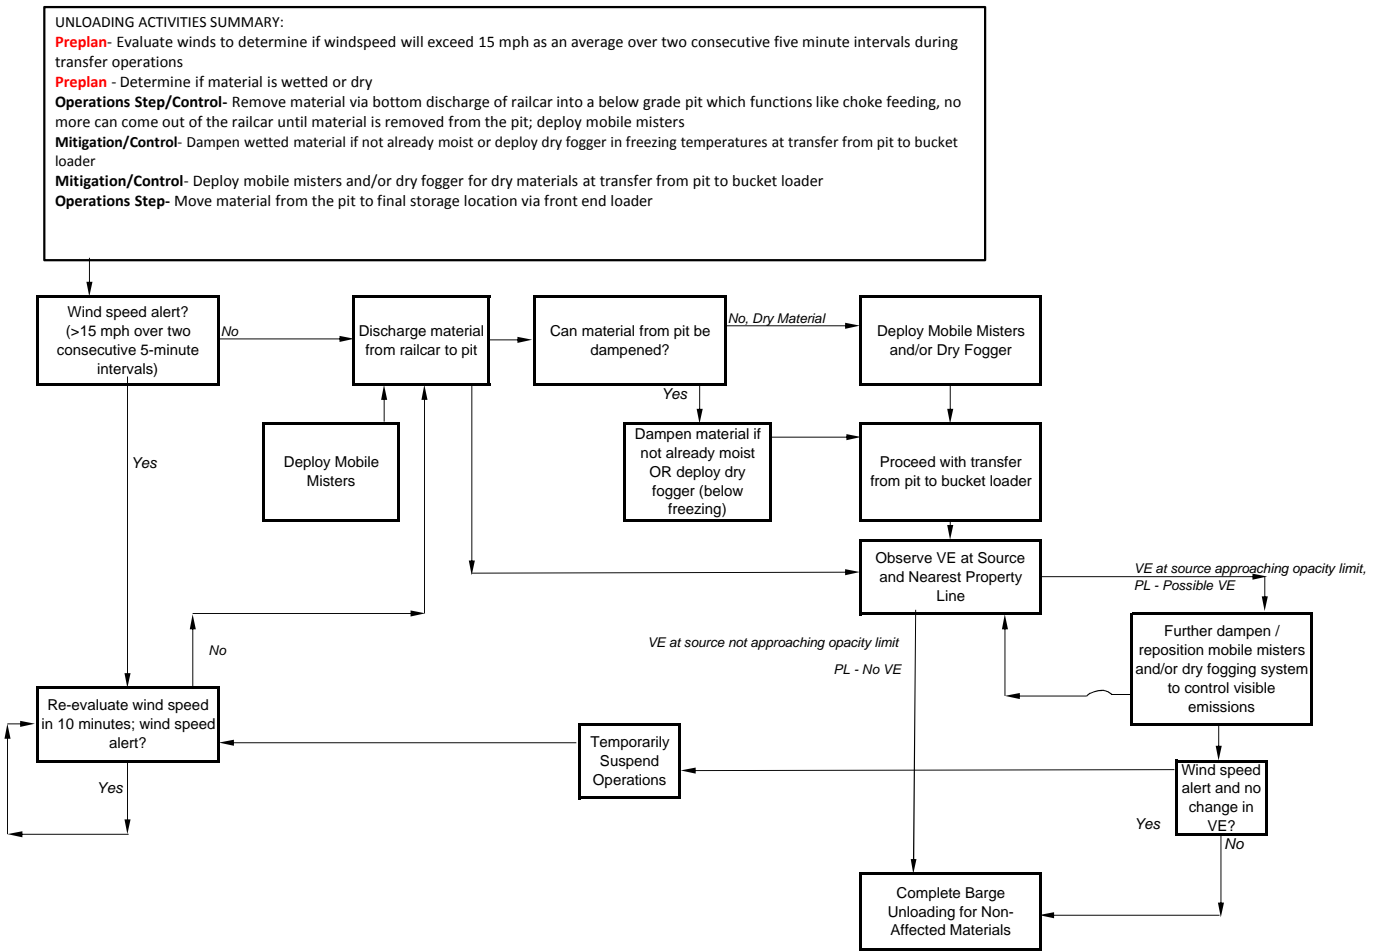 UNLOADING ACTIVITIES SUMMARY:
Preplan- Evaluate winds to determine if windspeed will exceed 15 mph as an average over two consecutive five minute intervals during
transfer operations
Preplan - Determine if material is wetted or dry
Operations Step/Control- Remove material via bottom discharge of railcar into a below grade pit which functions like choke feeding, no
more can come out of the railcar until material is removed from the pit; deploy mobile misters
Mitigation/Control- Dampen wetted material if not already moist or deploy dry fogger in freezing temperatures at transfer from pit to bucket
loader
Mitigation/Control- Deploy mobile misters and/or dry fogger for dry materials at transfer from pit to bucket loader
Operations Step- Move material from the pit to final storage location via front end loader
Wind speed alert?
(>15 mph over two
consecutive 5-minute
intervals)
No
Discharge material
from railcar to pit
Can material from pit be
dampened?
No, Dry Material
Deploy Mobile Misters
and/or Dry Fogger
Yes
Yes
Deploy Mobile
Misters
Dampen material if
not already moist
OR deploy dry
fogger (below
freezing)
Proceed with transfer
from pit to bucket loader
Observe VE at Source
and Nearest Property
Line
VE at source approaching opacity limit,
PL - Possible VE
VE at source not approaching opacity limit
PL - No VE
Further dampen /
reposition mobile misters
and/or dry fogging system
to control visible
emissions
No
Re-evaluate wind speed
in 10 minutes; wind speed
alert?
Yes
Temporarily
Suspend
Operations
Wind speed
alert and no
change in
VE?
Yes
No
Complete Barge
Unloading for Non-
Affected Materials